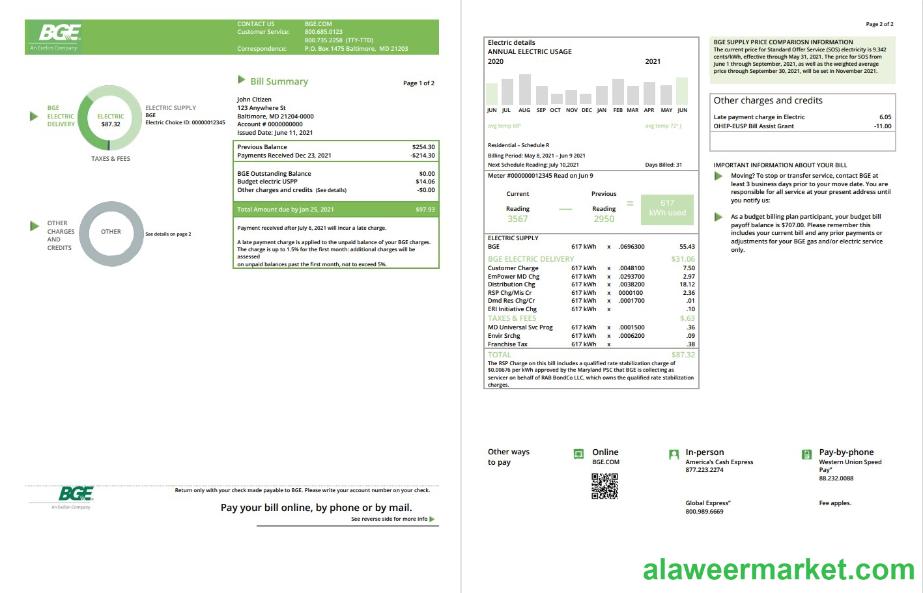 BGE
An Exelon Company
CONTACT US BGE.COM
Customer Service: 800.685.0123
800.735.2258 (TTY-TTD)
Correspondence: P.O. Box 1475 Baltimore, MD 21203
Bill Summary Page 1 of 2
BGE
ELECTRIC
DELIVERY
ELECTRIC
$87.32
ELECTRIC SUPPLY
BGE
Electric Choice ID: 00000012345
TAXES & FEES
John Citizen
123 Anywhere St
Baltimore, MD 21204-0000
Account # 0000000000
Issued Date: June 11, 2021
Previous Balance $254.30
Payments Received Dec 23, 2021 -$214.30
BGE Outstanding Balance $0.00
Budget electric USPP $14.06
Other charges and credits (See details) -$0.00
Total Amount due by Jan 25, 2021 $97.93
Payment received after July 6, 2021 will incur a late charge.
A late payment charge is applied to the unpaid balance of your BGE charges.
The charge is up to 1.5% for the first month; additional charges will be
assessed
on unpaid balances past the first month, not to exceed 5%.
OTHER
CHARGES
AND
CREDITS
OTHER
See details on page 2
BGE
An Exelon Company
Return only with your check made payable to BGE. Please write your account number on your check.
Pay your bill online, by phone or by mail.
See reverse side for more info
Page 2 of 2
Electric details
ANNUAL ELECTRIC USAGE
2020 2021
JUN JUL AUG SEP OCT NOV DEC JAN FEB MAR APR MAY JUN
avg temp 68° avg temp 72° (
Residential – Schedule R
Billing Period: May 8, 2021 – Jun 9 2021
Next Schedule Reading: July 10,2021 Days Billed: 31
Meter #000000012345 Read on Jun 9
Current Previous
Reading — Reading = 617
3567 2950 kWh used
ELECTRIC SUPPLY
BGE 617 kWh x .0696300 55.43
BGE ELECTRIC DELIVERY $31.06
Customer Charge 617 kWh x .0048100 7.50
EmPower MD Chg 617 kWh x .0293700 2.97
Distribution Chg 617 kWh x .0038200 18.12
RSP Chg/Mis Cr 617 kWh x 0000100 2.36
Dmd Res Chg/Cr 617 kWh x .0001700 .01
ERI Initiative Chg 617 kWh x .10
TAXES & FEES $.63
MD Universal Svc Prog 617 kWh x .0001500 .36
Envir Srchg 617 kWh x .0006200 .09
Franchise Tax 617 kWh x .38
TOTAL $87.32
The RSP Charge on this bill includes a qualified rate stabilization charge of
$0.00676 per kWh approved by the Maryland PSC that BGE is collecting as
servicer on behalf of RAB BondCo LLC, which owns the qualified rate stabilization
charges.
BGE SUPPLY PRICE COMPARIOSN INFORMATION
The current price for Standard Offer Service (SOS) electricity is 9.342
cents/kWh, effective through May 31, 2021. The price for SOS from
June 1 through September, 2021, as well as the weighted average
price through September 30, 2021, will be set in November 2021.
Other charges and credits
Late payment charge in Electric 6.05
OHEP-EUSP Bill Assist Grant -11.00
IMPORTANT INFORMATION ABOUT YOUR BILL
Moving? To stop or transfer service, contact BGE at
least 3 business days prior to your move date. You are
responsible for all service at your present address until
you notify us:
As a budget billing plan participant, your budget bill
payoff balance is $707.00. Please remember this
includes your current bill and any prior payments or
adjustments for your BGE gas and/or electric service
only.
Other ways
to pay
Online
BGE.COM
In-person
America's Cash Express
877.223.2274
Global Express"
800.989.6669
Pay-by-phone
Western Union Speed
Pay"
88.232.0088
Fee applies.
alaweermarket.com